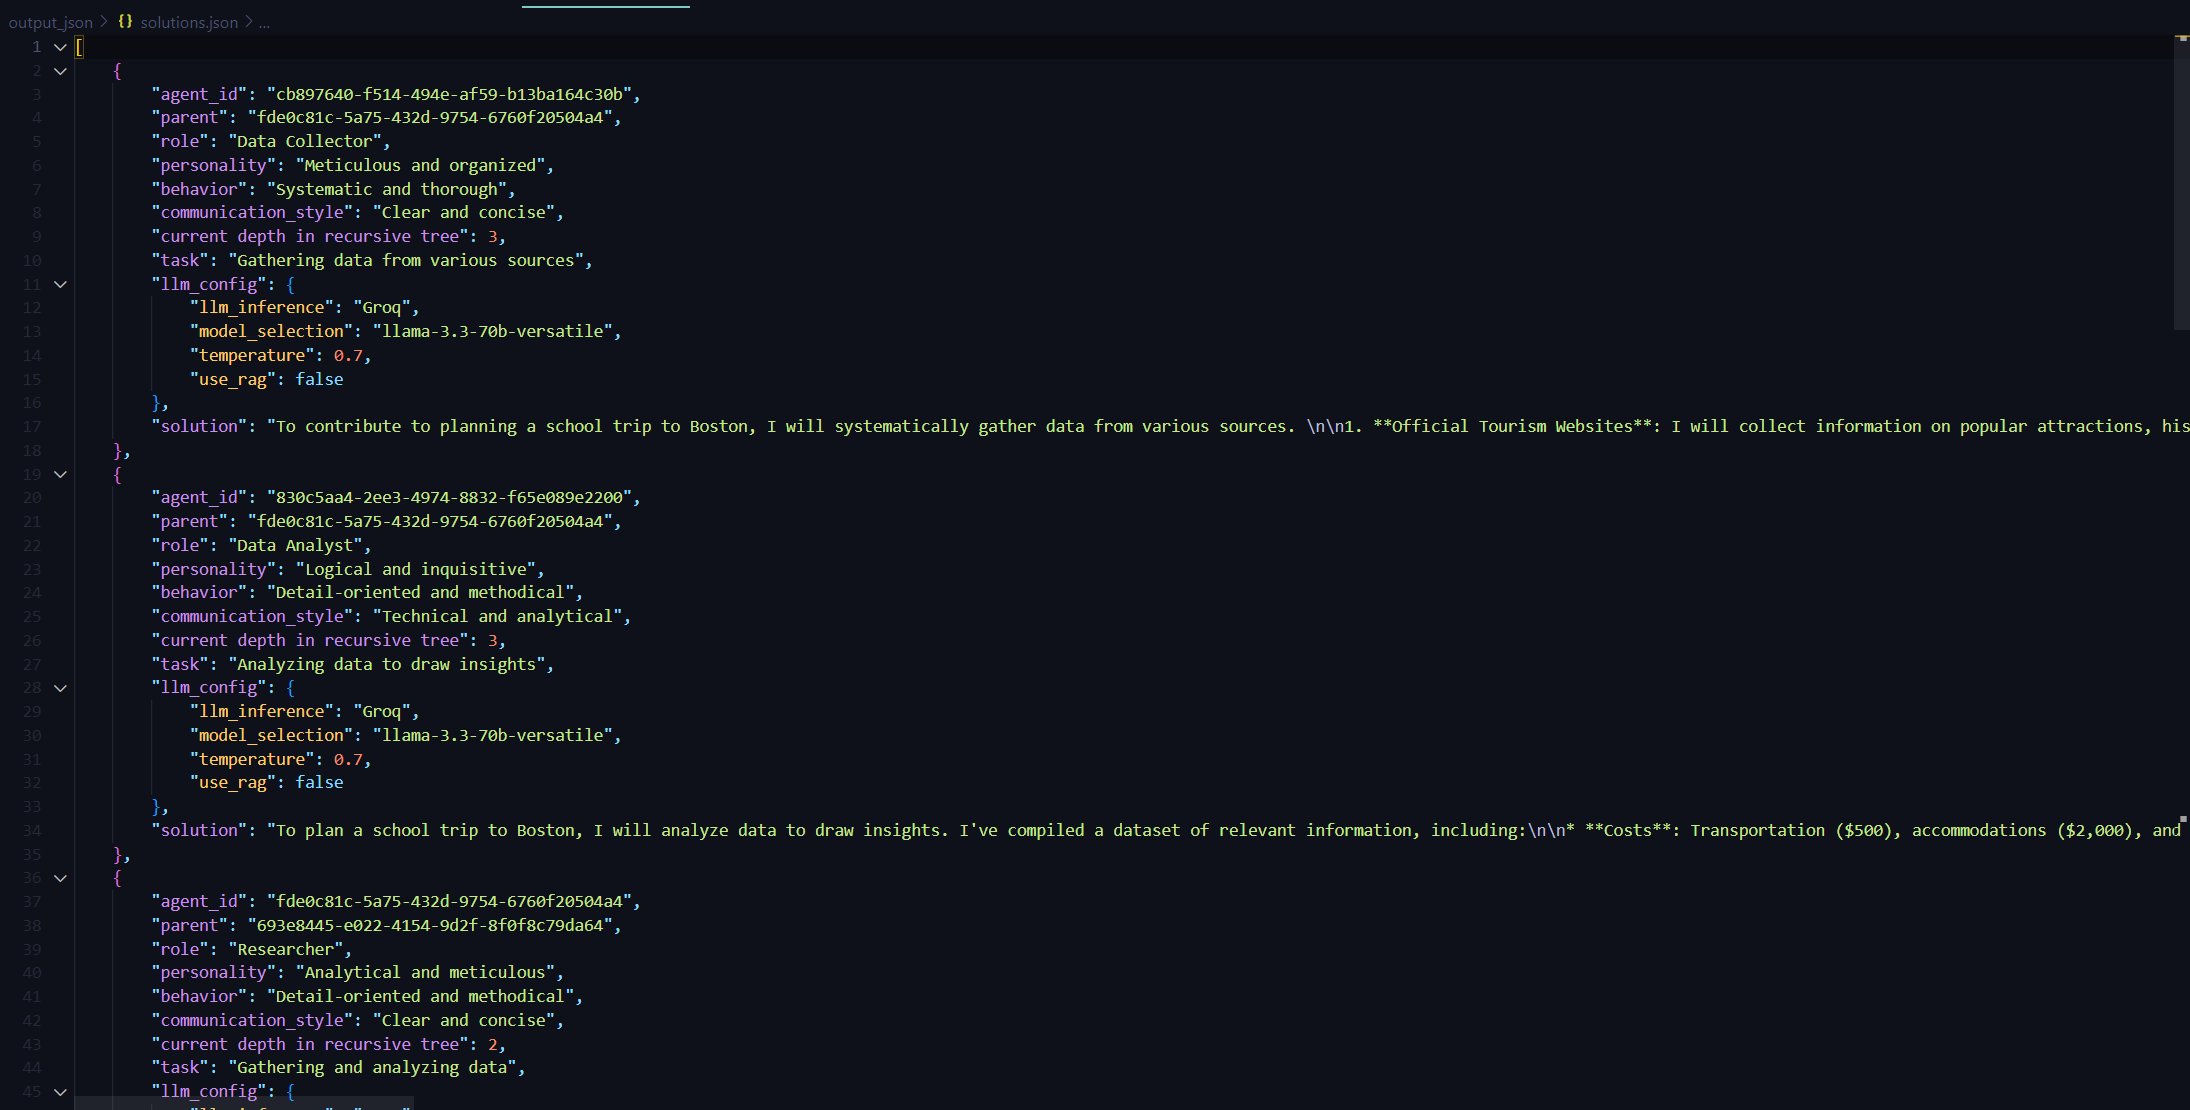 output_json > {} solutions.json > ...
1 [
2 {
3 "agent_id": "cb897640-f514-494e-af59-b13ba164c30b",
4 "parent": "fde0c81c-5a75-432d-9754-6760f20504a4",
5 "role": "Data Collector",
6 "personality": "Meticulous and organized",
7 "behavior": "Systematic and thorough",
8 "communication_style": "Clear and concise",
9 "current depth in recursive tree": 3,
10 "task": "Gathering data from various sources",
11 "llm_config": {
12 "llm_inference": "Groq",
13 "model_selection": "llama-3.3-70b-versatile",
14 "temperature": 0.7,
15 "use_rag": false
16 },
17 "solution": "To contribute to planning a school trip to Boston, I will systematically gather data from various sources. \n\n1. **Official Tourism Websites**: I will collect information on popular attractions, his
18 },
19 {
20 "agent_id": "830c5aa4-2ee3-4974-8832-f65e089e2200",
21 "parent": "fde0c81c-5a75-432d-9754-6760f20504a4",
22 "role": "Data Analyst",
23 "personality": "Logical and inquisitive",
24 "behavior": "Detail-oriented and methodical",
25 "communication_style": "Technical and analytical",
26 "current depth in recursive tree": 3,
27 "task": "Analyzing data to draw insights",
28 "llm_config": {
29 "llm_inference": "Groq",
30 "model_selection": "llama-3.3-70b-versatile",
31 "temperature": 0.7,
32 "use_rag": false
33 },
34 "solution": "To plan a school trip to Boston, I will analyze data to draw insights. I've compiled a dataset of relevant information, including:\n\n* **Costs**: Transportation ($500), accommodations ($2,000), and
35 },
36 {
37 "agent_id": "fde0c81c-5a75-432d-9754-6760f20504a4",
38 "parent": "693e8445-e022-4154-9d2f-8f0f8c79da64",
39 "role": "Researcher",
40 "personality": "Analytical and meticulous",
41 "behavior": "Detail-oriented and methodical",
42 "communication_style": "Clear and concise",
43 "current depth in recursive tree": 2,
44 "task": "Gathering and analyzing data",
45 "llm_config": {